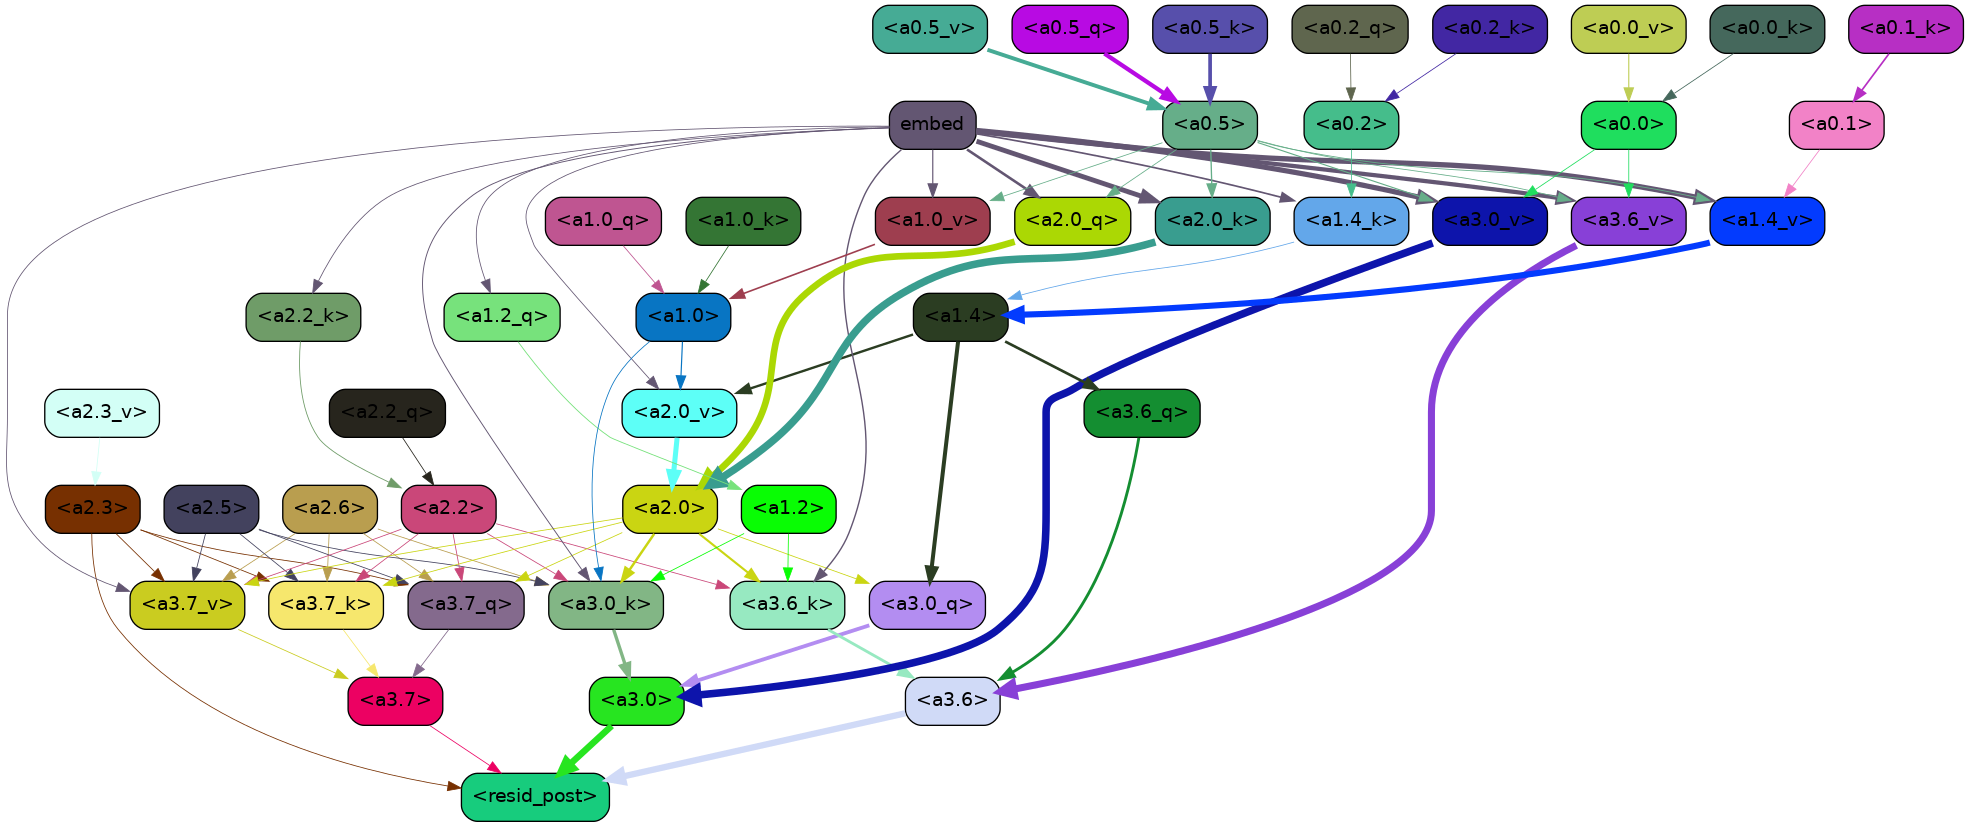 <a0.5_v> <a0.5_q> <a0.5_k> <a0.2_q> <a0.2_k> <a0.0_v> <a0.0_k> <a0.1_k>
embed <a0.5> <a0.2> <a0.0> <a0.1>
<a1.0_q> <a1.0_k> <a1.0_v> <a2.0_q> <a2.0_k> <a1.4_k> <a3.0_v> <a3.6_v> <a1.4_v>
<a2.2_k> <a1.2_q> <a1.0> <a1.4>
<a2.3_v> <a2.2_q> <a2.0_v> <a3.6_q>
<a2.3> <a2.5> <a2.6> <a2.2> <a2.0> <a1.2>
<a3.7_v> <a3.7_k> <a3.7_q> <a3.0_k> <a3.6_k> <a3.0_q>
<a3.7> <a3.0> <a3.6>
<resid_post>